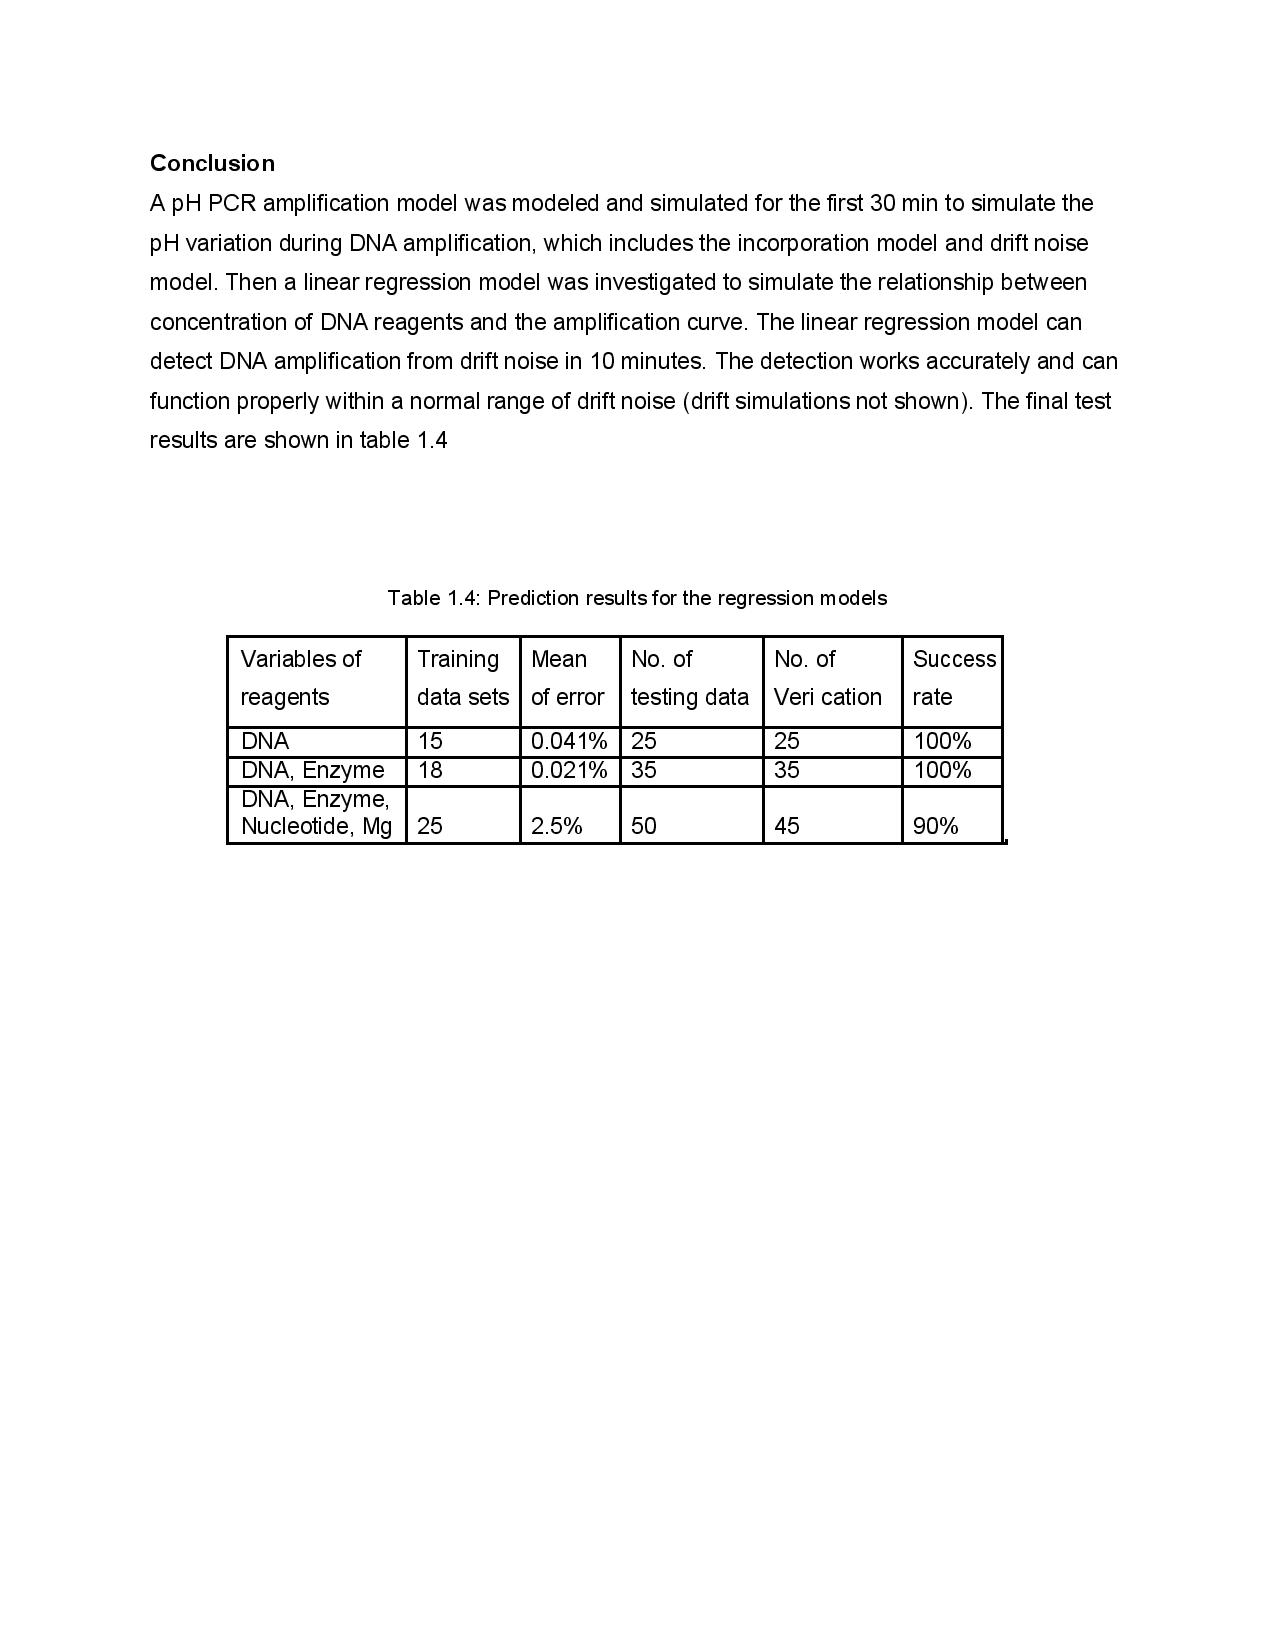 Conclusion
A pH PCR amplification model was modeled and simulated for the first 30 min to simulate the
pH variation during DNA amplification, which includes the incorporation model and drift noise
model. Then a linear regression model was investigated to simulate the relationship between
concentration of DNA reagents and the amplification curve. The linear regression model can
detect DNA amplification from drift noise in 10 minutes. The detection works accurately and can
function properly within a normal range of drift noise (drift simulations not shown). The final test
results are shown in table 1.4
Table 1.4: Prediction results for the regression models
Variables of Training Mean No. of No. of Success
reagents data sets of error testing data Veri cation rate
DNA 15 0.041% 25 25 100%
DNA, Enzyme 18 0.021% 35 35 100%
DNA, Enzyme,
Nucleotide, Mg 25 2.5% 50 45 90%
.